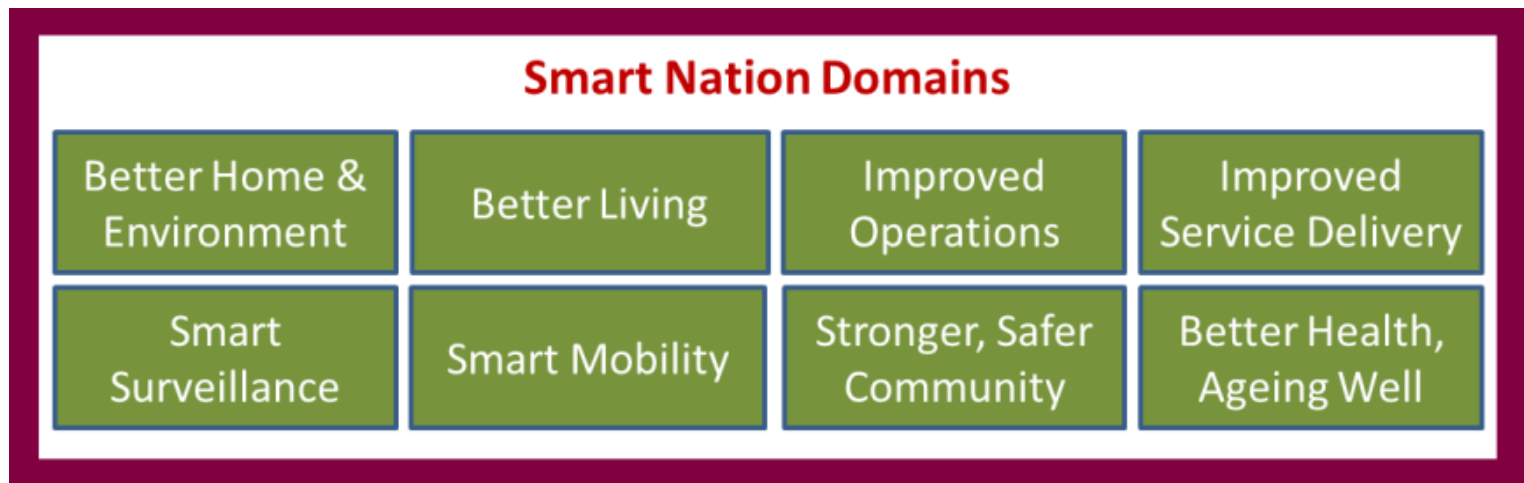 Smart Nation Domains
Better Home &
Environment
Better Living
Improved
Operations
Improved
Service Delivery
Smart
Surveillance
Smart Mobility
Stronger, Safer
Community
Better Health,
Ageing Well